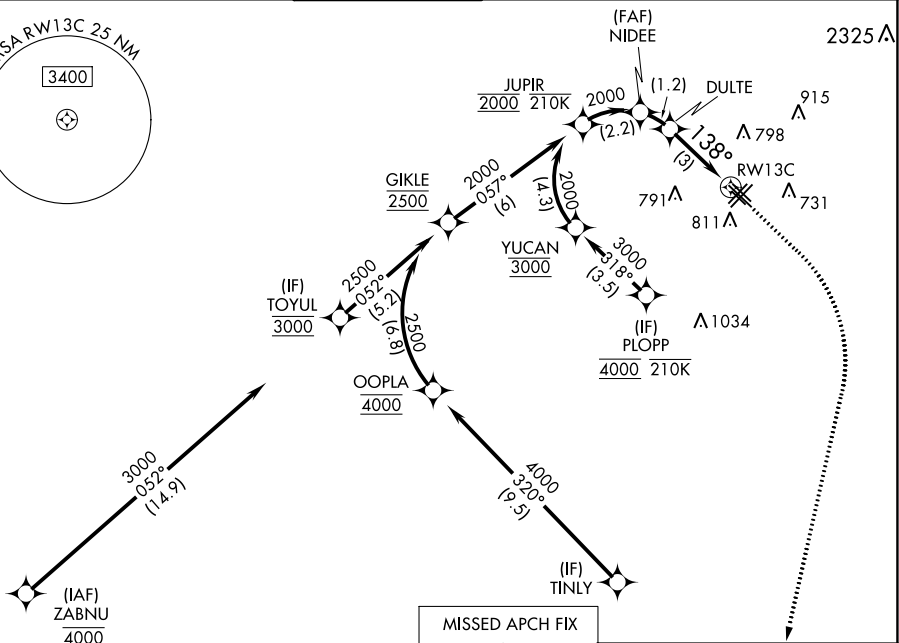 MSA RW13C 25 NM
3400
(FAF)
NIDEE
2325
JUPIR
2000 210K
2000
(2.2)
(1.2)
DULTE
915
798
138°
(3)
RW13C
731
791
811
GIKLE
2500
2000
057°
(6)
2000
(4.3)
YUCAN
3000
3000
318°
(3.5)
(IF)
PLOPP
4000 210K
1034
(IF)
TOYUL
3000
2500
052°
(5.2)
2500
(6.8)
OOPLA
4000
3000
052°
(14.9)
4000
320°
(9.5)
(IAF)
ZABNU
4000
(IF)
TINLY
MISSED APCH FIX